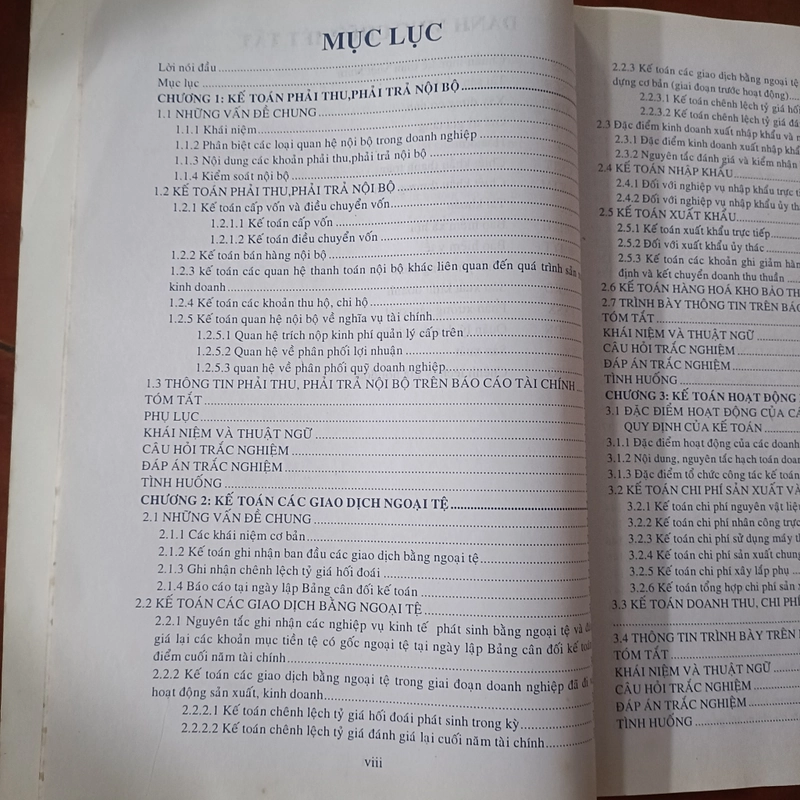 MỤC LỤC
Lời nói đầu
Mục lục
CHƯƠNG 1: KẾ TOÁN PHẢI THU,PHẢI TRẢ NỘI BỘ
1.1 NHỮNG VẤN ĐỀ CHUNG
1.1.1 Khái niệm
1.1.2 Phân biệt các loại quan hệ nội bộ trong doanh nghiệp
1.1.3 Nội dung các khoản phải thu,phải trả nội bộ
1.1.4 Kiểm soát nội bộ
1.2 KẾ TOÁN PHẢI THU,PHẢI TRẢ NỘI BỘ
1.2.1 Kế toán cấp vốn và điều chuyển vốn
1.2.1.1 Kế toán cấp vốn
1.2.1.2 Kế toán điều chuyển vốn
1.2.2 Kế toán bán hàng nội bộ
1.2.3 kế toán các quan hệ thanh toán nội bộ khác liên quan đến quá trình sản
kinh doanh
1.2.4 Kế toán các khoản thu hộ, chi hộ
1.2.5 Kế toán quan hệ nội bộ về nghĩa vụ tài chính
1.2.5.1 Quan hệ trích nộp kinh phí quản lý cấp trên
1.2.5.2 Quan hệ về phân phối lợi nhuận
1.2.5.3 quan hệ về phân phối quỹ doanh nghiệp
1.3 THÔNG TIN PHẢI THU, PHẢI TRẢ NỘI BỘ TRÊN BÁO CÁO TÀI CHÍNH
TÓM TẮT
PHỤ LỤC
KHÁI NIỆM VÀ THUẬT NGỮ
CÂU HỎI TRẮC NGHIỆM
ĐÁP ÁN TRẮC NGHIỆM
TÌNH HUỐNG
CHƯƠNG 2: KẾ TOÁN CÁC GIAO DỊCH NGOẠI TỆ
2.1 NHỮNG VẤN ĐỀ CHUNG
2.1.1 Các khái niệm cơ bản
2.1.2 Kế toán ghi nhận ban đầu các giao dịch bằng ngoại tệ
2.1.3 Ghi nhận chênh lệch tỷ giá hối đoái
2.1.4 Báo cáo tại ngày lập Bảng cân đối kế toán
2.2 KẾ TOÁN CÁC GIAO DỊCH BẰNG NGOẠI TỆ
2.2.1 Nguyên tắc ghi nhận các nghiệp vụ kinh tế phát sinh bằng ngoại tệ và
giá lại các khoản mục tiền tệ có gốc ngoại tệ tại ngày lập Bảng cân đối kế toán
điểm cuối năm tài chính
2.2.2 Kế toán các giao dịch bằng ngoại tệ trong giai đoạn doanh nghiệp đã đi
hoạt động sản xuất, kinh doanh
2.2.2.1 Kế toán chênh lệch tỷ giá hối đoái phát sinh trong kỳ
2.2.2.2 Kế toán chênh lệch tỷ giá đánh giá lại cuối năm tài chính
viii
2.2.3 Kế toán các giao dịch bằng ngoại tệ
dựng cơ bản (giai đoạn trước hoạt động)
2.2.3.1 Kế toán chênh lệch tỷ giá hối
2.2.3.2 Kế toán chênh lệch tỷ giá
2.3 Đặc điểm kinh doanh xuất nhập khẩu và
2.3.1 Đặc điểm kinh doanh xuất nhập khẩu
2.3.2 Nguyên tắc đánh giá và kiểm nhận
2.4 KẾ TOÁN NHẬP KHẨU
2.4.1 Đối với nghiệp vụ nhập khẩu trực
2.4.2 Đối với nghiệp vụ nhập khẩu ủy
2.5 KẾ TOÁN XUẤT KHẨU
2.5.1 Kế toán xuất khẩu trực tiếp
2.5.2 Đối với xuất khẩu ủy thác
2.5.3 Kế toán các khoản ghi giảm
định và kết chuyển doanh thu thuần
2.6 KẾ TOÁN HÀNG HOÁ KHO BẢO
2.7 TRÌNH BÀY THÔNG TIN TRÊN BÁO
TÓM TẮT
KHÁI NIỆM VÀ THUẬT NGỮ
CÂU HỎI TRẮC NGHIỆM
ĐÁP ÁN TRẮC NGHIỆM
TÌNH HUỐNG
CHƯƠNG 3: KẾ TOÁN HOẠT ĐỘNG
3.1 ĐẶC ĐIỂM HOẠT ĐỘNG CỦA
QUY ĐỊNH CỦA KẾ TOÁN
3.1.1 Đặc điểm hoạt động của các doanh
3.1.2 Nội dung, nguyên tắc hạch toán doanh
3.1.3 Đặc điểm tổ chức công tác kế toán
3.2 KẾ TOÁN CHI PHÍ SẢN XUẤT VÀ
3.2.1 Kế toán chi phí nguyên vật liệu
3.2.2 Kế toán chi phí nhân công trực
3.2.3 Kế toán chi phí sử dụng máy
3.2.4 Kế toán chi phí sản xuất chung
3.2.5 Kế toán chi phí xây lắp phụ
3.2.6 Kế toán tổng hợp chi phí sản
3.3 KẾ TOÁN DOANH THU, CHI PHÍ
3.4 THÔNG TIN TRÌNH BÀY TRÊN
TÓM TẮT
KHÁI NIỆM VÀ THUẬT NGỮ
CÂU HỎI TRẮC NGHIỆM
ĐÁP ÁN TRẮC NGHIỆM
TÌNH HUỐNG